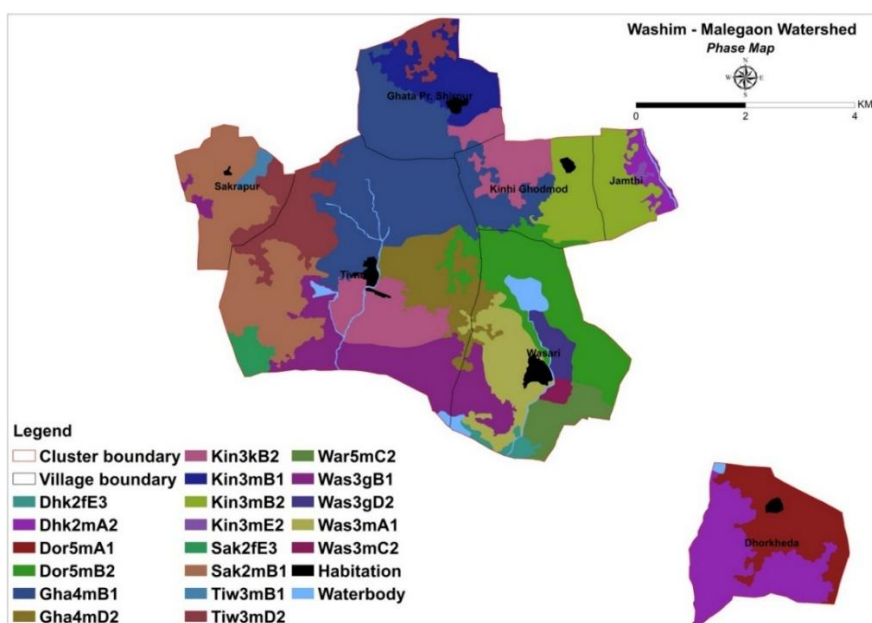 Washim - Malegaon Watershed
Phase Map
N
W E
S
KM
0 2 4
Ghata Pr. Shirpur
Sakrapur
Kinhi Ghodmod
Jamthi
Wasari
Dhorkheda
Legend
Cluster boundary
Village boundary
Dhk2fE3
Dhk2mA2
Dor5mA1
Dor5mB2
Gha4mB1
Gha4mD2
Kin3kB2
Kin3mB1
Kin3mB2
Kin3mE2
Sak2fE3
Sak2mB1
Tiw3mB1
Tiw3mD2
War5mC2
Was3gB1
Was3gD2
Was3mA1
Was3mC2
Habitation
Waterbody